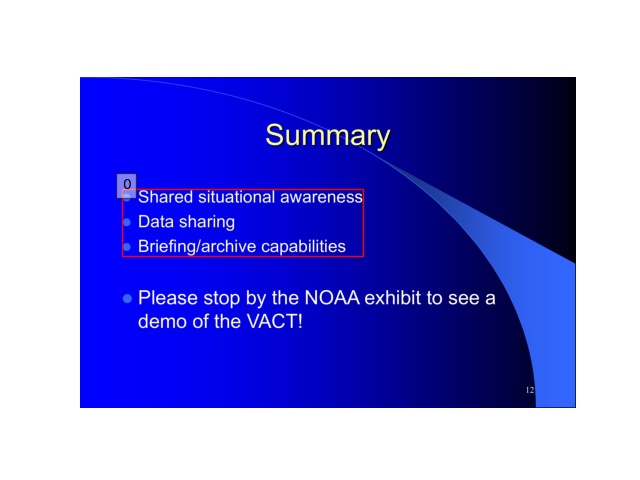 Summary
0
Shared situational awareness
Data sharing
Briefing/archive capabilities
Please stop by the NOAA exhibit to see a
demo of the VACT!
12